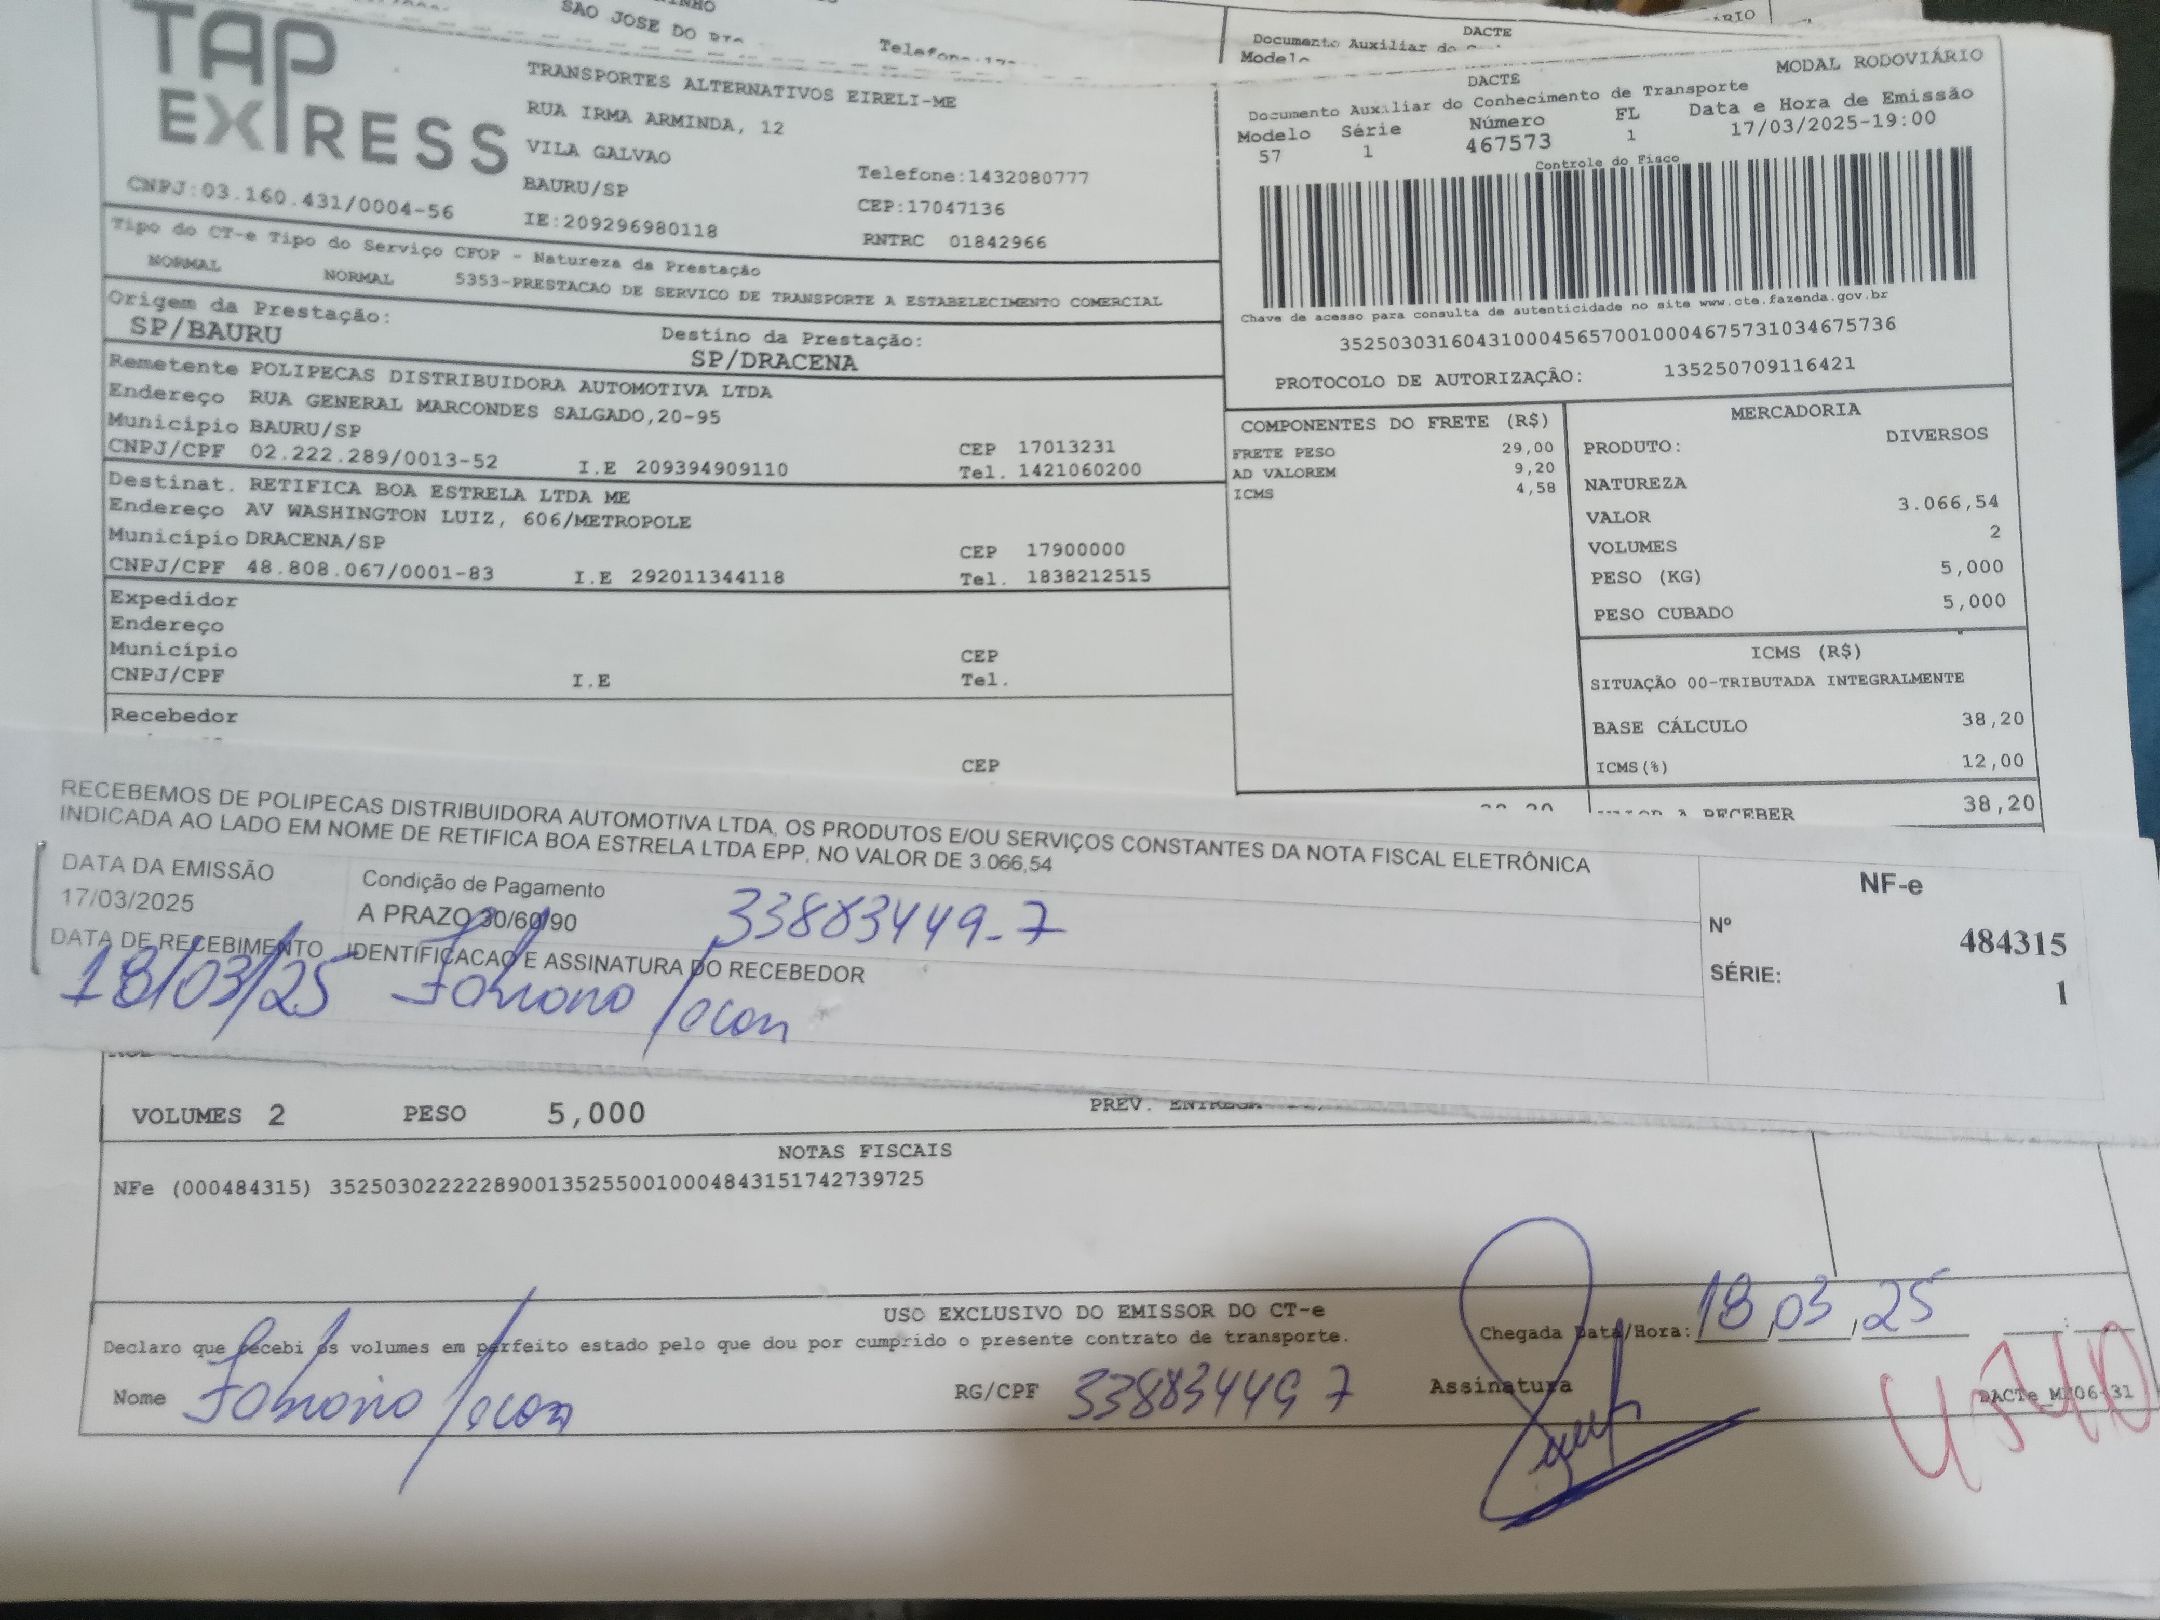 SAO JOSE DO
DACTE
TAP
EXPRESS
CNPJ:03.160.431/0004-56
TRANSPORTES ALTERNATIVOS EIRELI-ME
RUA IRMA ARMINDA, 12
VILA GALVAO
BAURU/SP Telefone:1432080777
IE:209296980118 CEP:17047136
RNTRC 01842966
DACTE MODAL RODOVIÁRIO
Documento Auxiliar do Conhecimento de Transporte
Modelo Série Número FL Data e Hora de Emissão
57 1 467573 1 17/03/2025-19:00
Controle do Fisco
Chave de acesso para consulta de autenticidade no site www.cte.fazenda.gov.br
35250303160431000456570010004675731034675736
PROTOCOLO DE AUTORIZAÇÃO: 135250709116421
Tipo do CT-e Tipo do Serviço CFOP - Natureza da Prestação
NORMAL NORMAL 5353-PRESTACAO DE SERVICO DE TRANSPORTE A ESTABELECIMENTO COMERCIAL
Origem da Prestação: Destino da Prestação:
SP/BAURU SP/DRACENA
Remetente POLIPECAS DISTRIBUIDORA AUTOMOTIVA LTDA
Endereço RUA GENERAL MARCONDES SALGADO,20-95
Município BAURU/SP CEP 17013231
CNPJ/CPF 02.222.289/0013-52 I.E 209394909110 Tel. 1421060200
Destinat. RETIFICA BOA ESTRELA LTDA ME
Endereço AV WASHINGTON LUIZ, 606/METROPOLE
Município DRACENA/SP CEP 17900000
CNPJ/CPF 48.808.067/0001-83 I.E 292011344118 Tel. 1838212515
Expedidor
Endereço
Município CEP
CNPJ/CPF I.E Tel.
Recebedor
CEP
COMPONENTES DO FRETE (R$)
FRETE PESO 29,00
AD VALOREM 9,20
ICMS 4,58
MERCADORIA
PRODUTO: DIVERSOS
NATUREZA
VALOR 3.066,54
VOLUMES 2
PESO (KG) 5,000
PESO CUBADO 5,000
ICMS (R$)
SITUAÇÃO 00-TRIBUTADA INTEGRALMENTE
BASE CÁLCULO 38,20
ICMS(%) 12,00
VALOR A RECEBER 38,20
RECEBEMOS DE POLIPECAS DISTRIBUIDORA AUTOMOTIVA LTDA, OS PRODUTOS E/OU SERVIÇOS CONSTANTES DA NOTA FISCAL ELETRÔNICA
INDICADA AO LADO EM NOME DE RETIFICA BOA ESTRELA LTDA EPP, NO VALOR DE 3.066,54
DATA DA EMISSÃO Condição de Pagamento
17/03/2025 A PRAZO 30/60/90 33883449-7
DATA DE RECEBIMENTO IDENTIFICACAO E ASSINATURA DO RECEBEDOR
18/03/25
NF-e
Nº 484315
SÉRIE: 1
VOLUMES 2 PESO 5,000 PREV. ENTREGA
NOTAS FISCAIS
NFe (000484315) 35250302222289001352550010004843151742739725
USO EXCLUSIVO DO EMISSOR DO CT-e
Declaro que recebi os volumes em perfeito estado pelo que dou por cumprido o presente contrato de transporte.
Chegada Data/Hora: 18 03 25
Nome RG/CPF 33883449 7 Assinatura